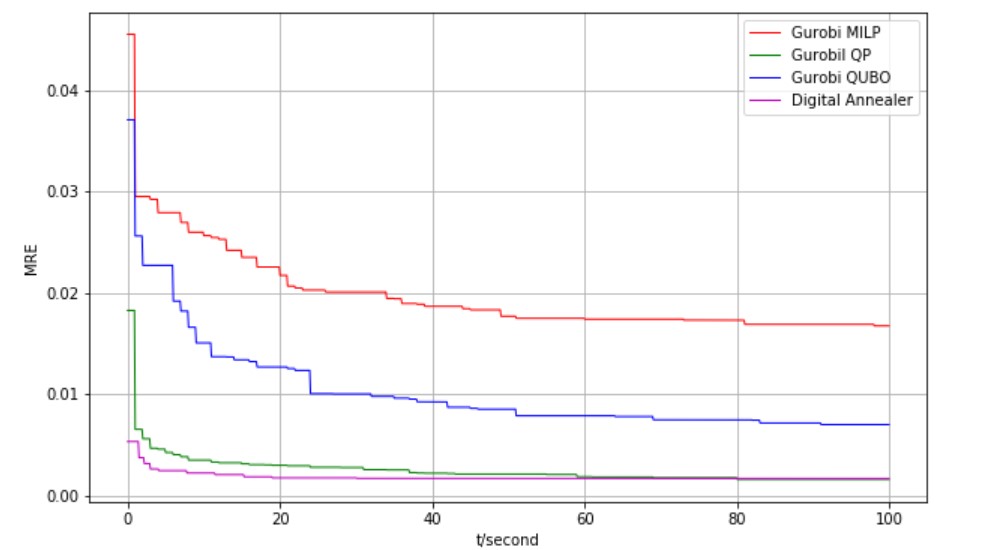 Gurobi MILP
Gurobil QP
Gurobi QUBO
Digital Annealer
0.04
0.03
0.02
0.01
0.00
MRE
0 20 40 60 80 100
t/second